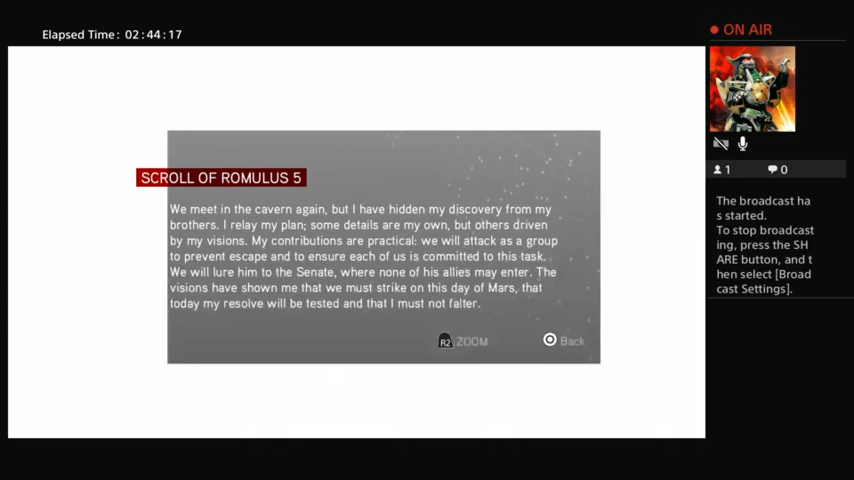 Elapsed Time: 02:44:17
ON AIR
1
0
The broadcast ha
s started.
To stop broadcast
ing, press the SH
ARE button, and t
hen select [Broad
cast Settings].
SCROLL OF ROMULUS 5
We meet in the cavern again, but I have hidden my discovery from my
brothers. I relay my plan; some details are my own, but others driven
by my visions. My contributions are practical: we will attack as a group
to prevent escape and to ensure each of us is committed to this task.
We will lure him to the Senate, where none of his allies may enter. The
visions have shown me that we must strike on this day of Mars, that
today my resolve will be tested and that I must not falter.
R2 ZOOM
Back